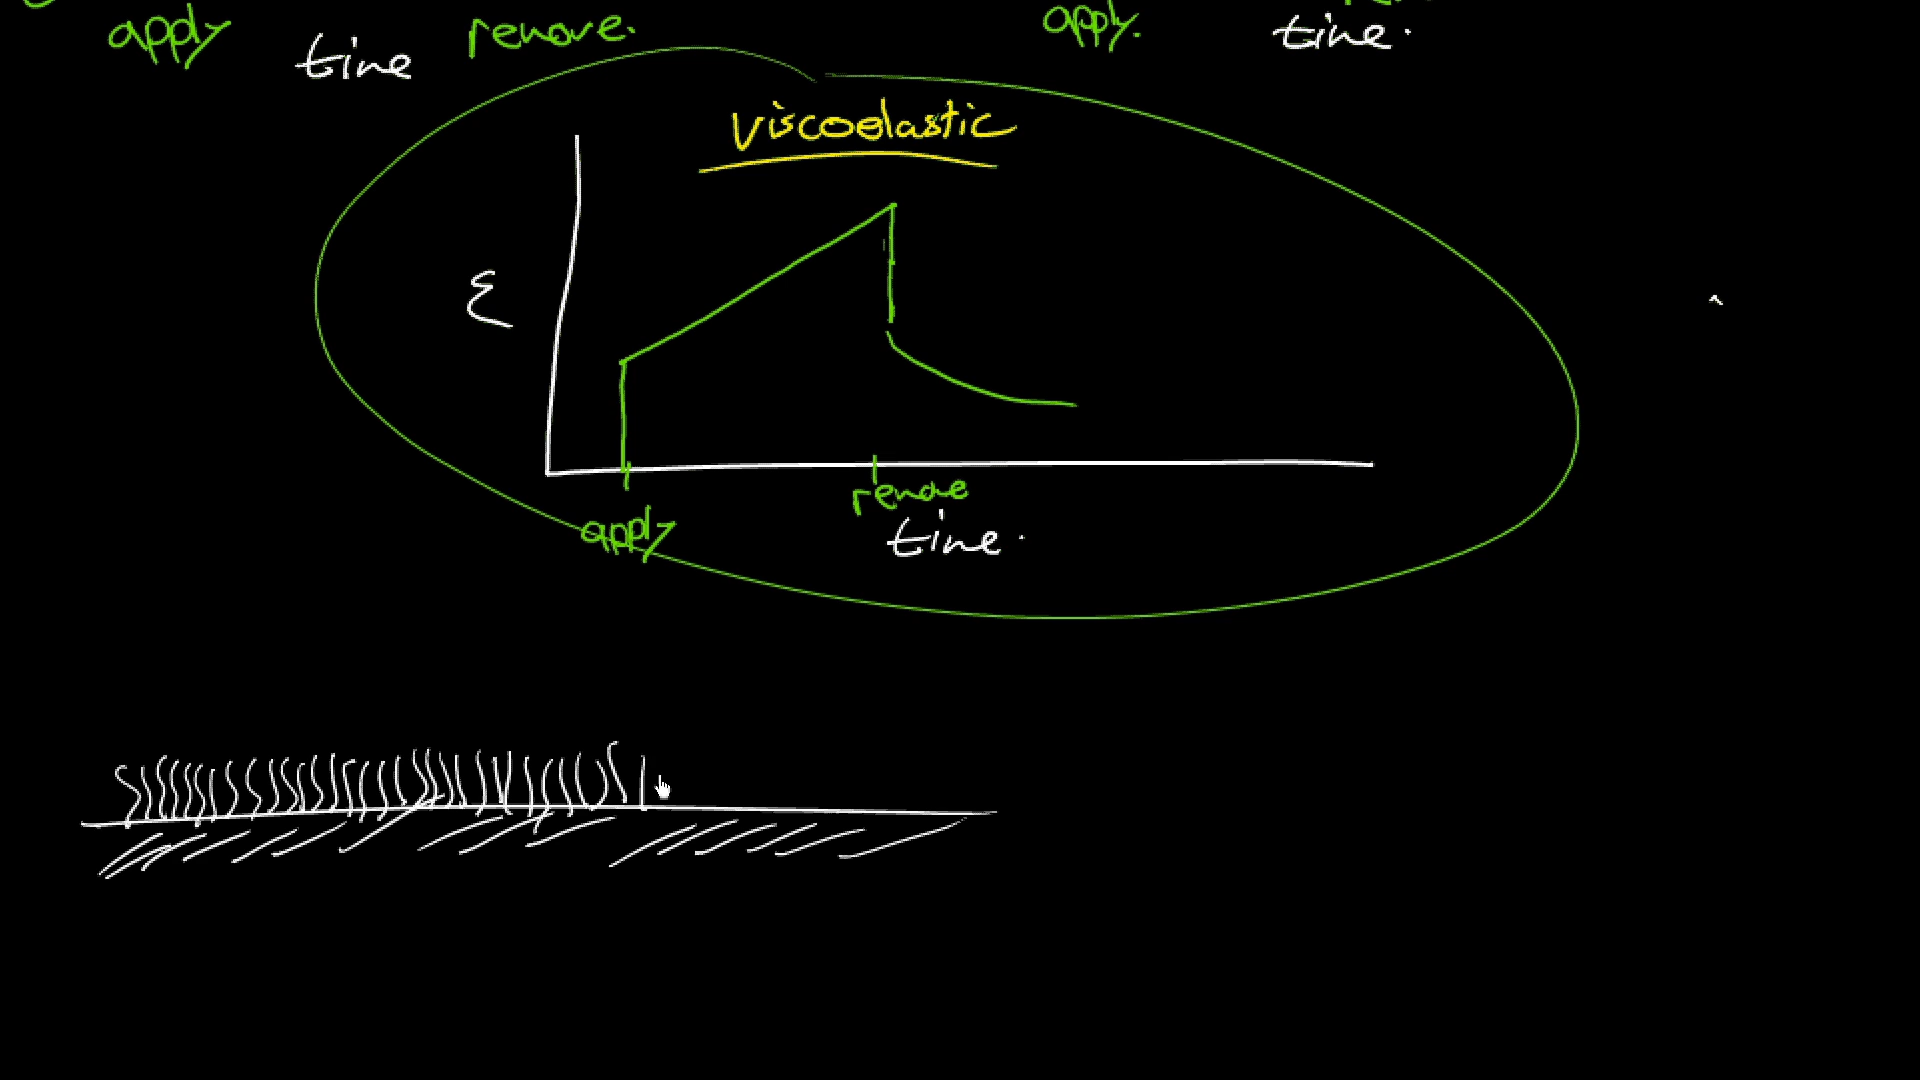 apply time remove. apply. time.
viscoelastic
ε
remove
apply
time.